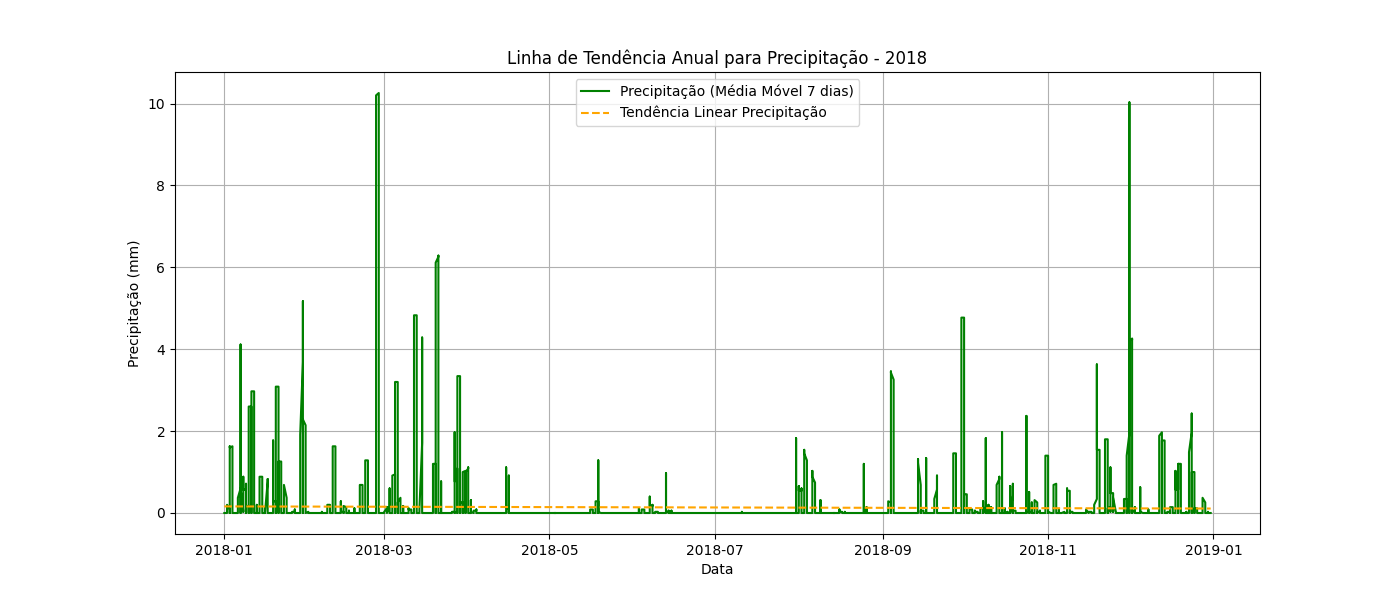 Linha de Tendência Anual para Precipitação - 2018
Precipitação (Média Móvel 7 dias)
Tendência Linear Precipitação
Precipitação (mm)
10
8
6
4
2
0
2018-01 2018-03 2018-05 2018-07 2018-09 2018-11 2019-01
Data